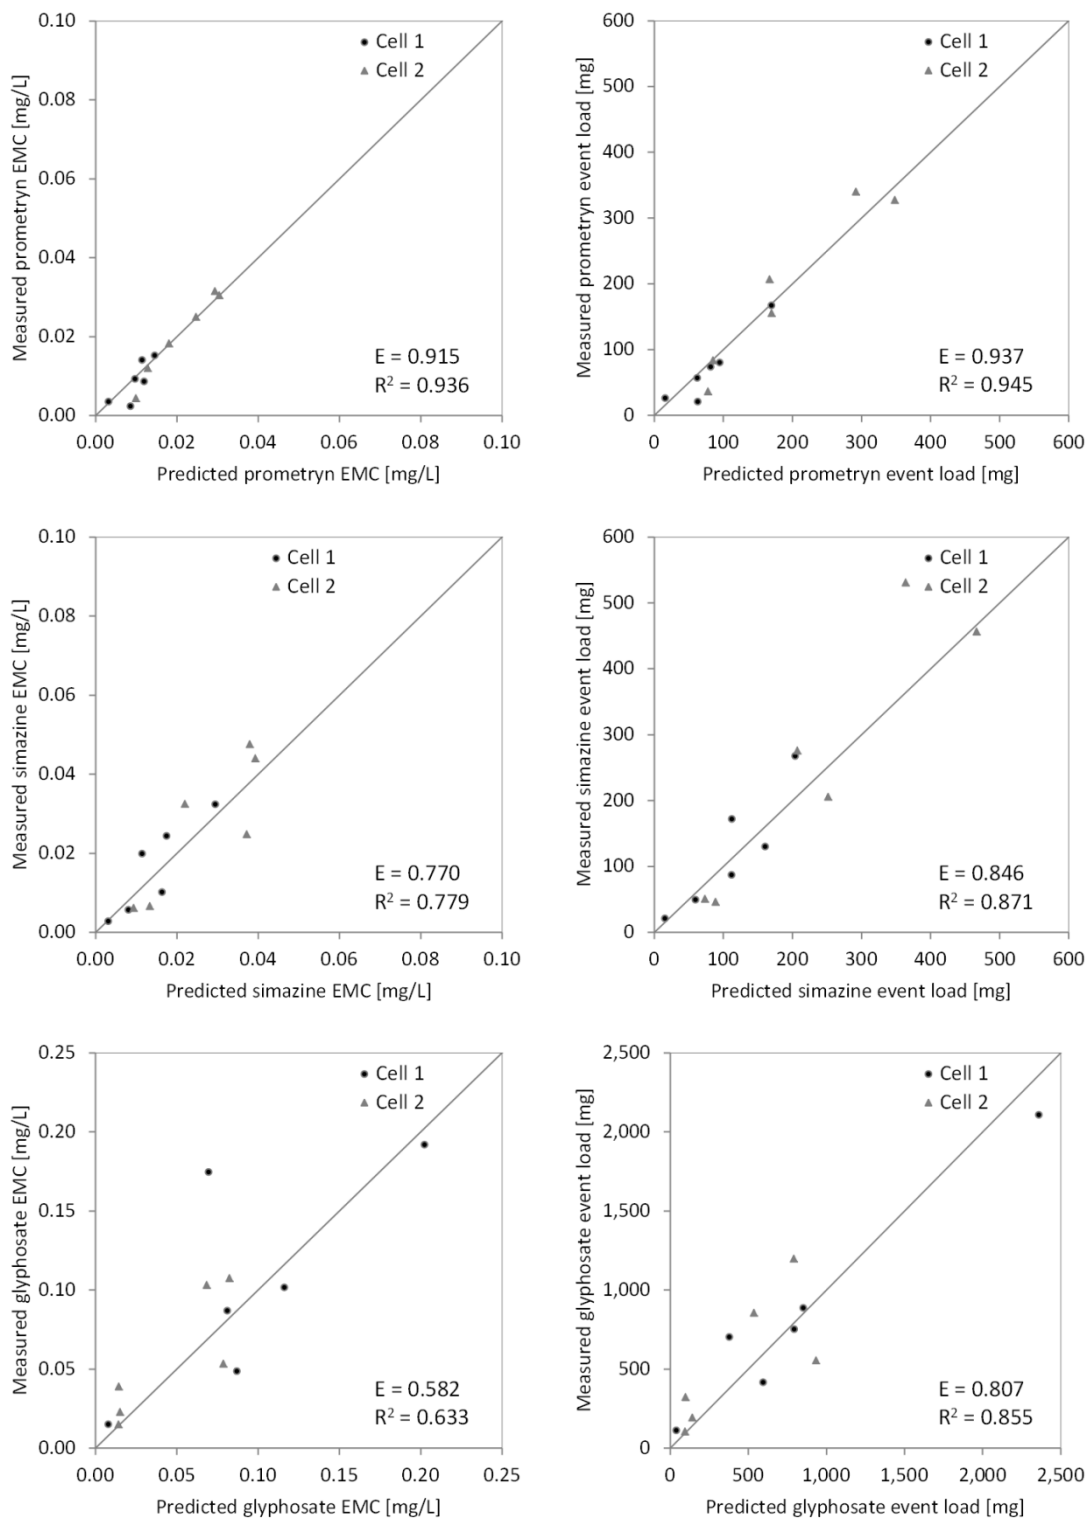 Measured prometryn EMC [mg/L]
0.10
0.08
0.06
0.04
0.02
0.00
Cell 1
Cell 2
E = 0.915
R² = 0.936
0.00 0.02 0.04 0.06 0.08 0.10
Predicted prometryn EMC [mg/L]
Measured prometryn event load [mg]
600
500
400
300
200
100
0
Cell 1
Cell 2
E = 0.937
R² = 0.945
0 100 200 300 400 500 600
Predicted prometryn event load [mg]
Measured simazine EMC [mg/L]
0.10
0.08
0.06
0.04
0.02
0.00
Cell 1
Cell 2
E = 0.770
R² = 0.779
0.00 0.02 0.04 0.06 0.08 0.10
Predicted simazine EMC [mg/L]
Measured simazine event load [mg]
600
500
400
300
200
100
0
Cell 1
Cell 2
E = 0.846
R² = 0.871
0 100 200 300 400 500 600
Predicted simazine event load [mg]
Measured glyphosate EMC [mg/L]
0.25
0.20
0.15
0.10
0.05
0.00
Cell 1
Cell 2
E = 0.582
R² = 0.633
0.00 0.05 0.10 0.15 0.20 0.25
Predicted glyphosate EMC [mg/L]
Measured glyphosate event load [mg]
2,500
2,000
1,500
1,000
500
0
Cell 1
Cell 2
E = 0.807
R² = 0.855
0 500 1,000 1,500 2,000 2,500
Predicted glyphosate event load [mg]